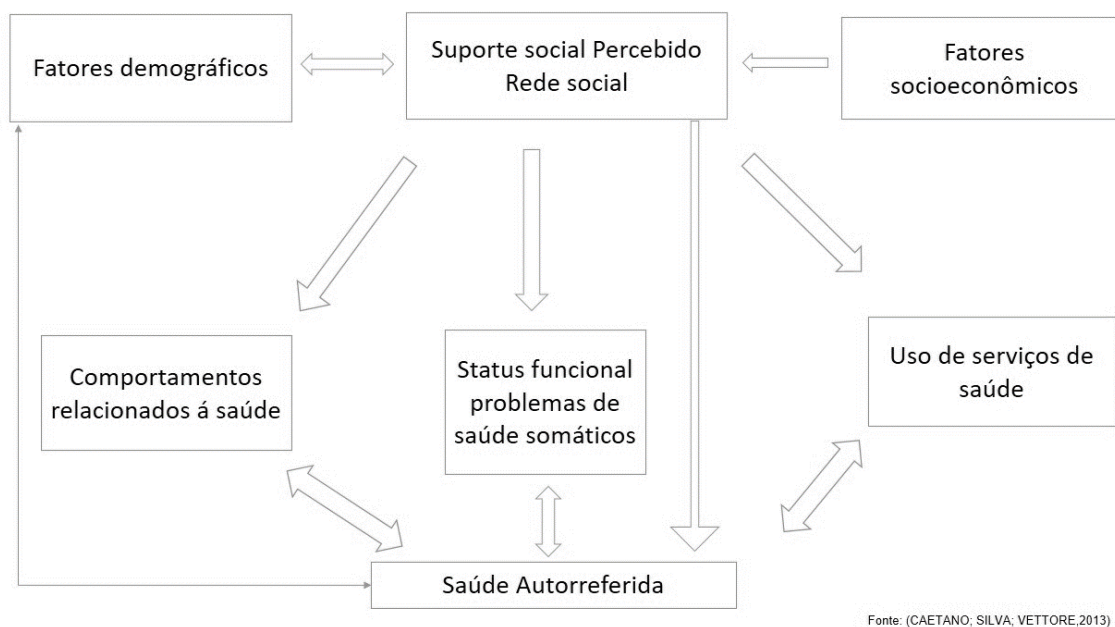 Fatores demográficos
Suporte social Percebido
Rede social
Fatores
socioeconômicos
Comportamentos
relacionados á saúde
Status funcional
problemas de
saúde somáticos
Uso de serviços de
saúde
Saúde Autorreferida
Fonte: (CAETANO; SILVA; VETTORE,2013)